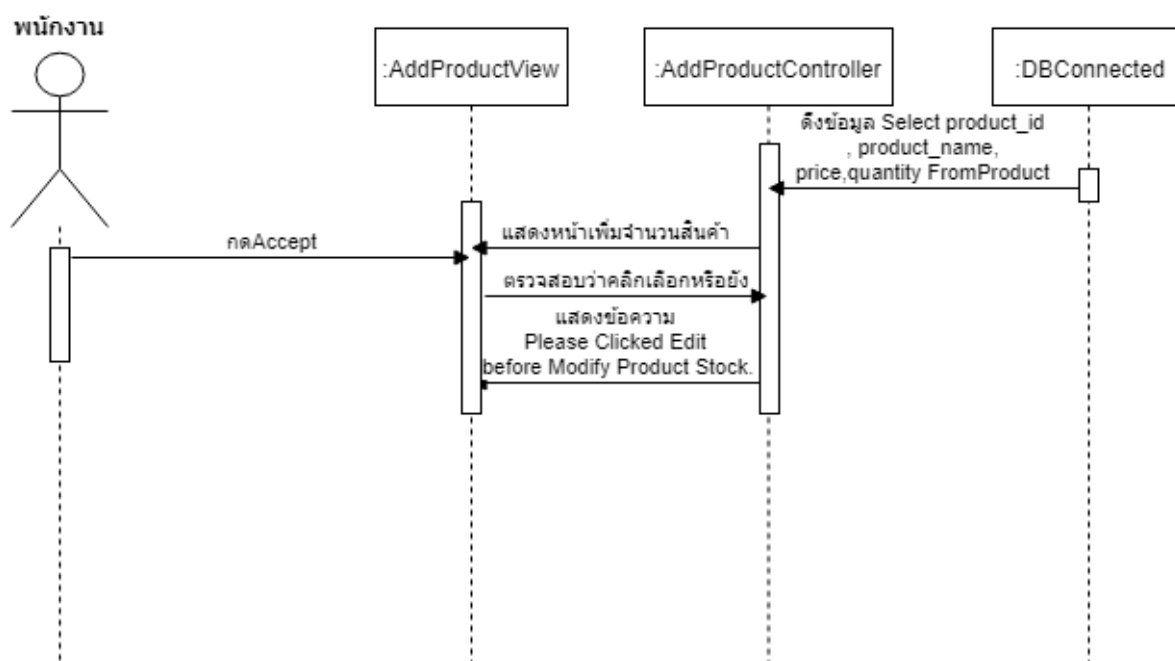 พนักงาน
:AddProductView
:AddProductController
:DBConnected
ดึงข้อมูล Select product_id
, product_name,
price,quantity FromProduct
แสดงหน้าเพิ่มจำนวนสินค้า
กดAccept
ตรวจสอบว่าคลิกเลือกหรือยัง
แสดงข้อความ
Please Clicked Edit
before Modify Product Stock.